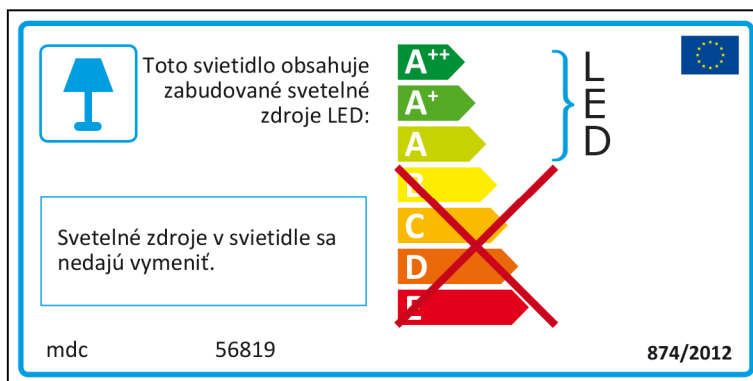 Toto svietidlo obsahuje
zabudované svetelné
zdroje LED:
A++
A+
A
B
C
D
E
L
E
D
Svetelné zdroje v svietidle sa
nedajú vymeniť.
mdc 56819
874/2012